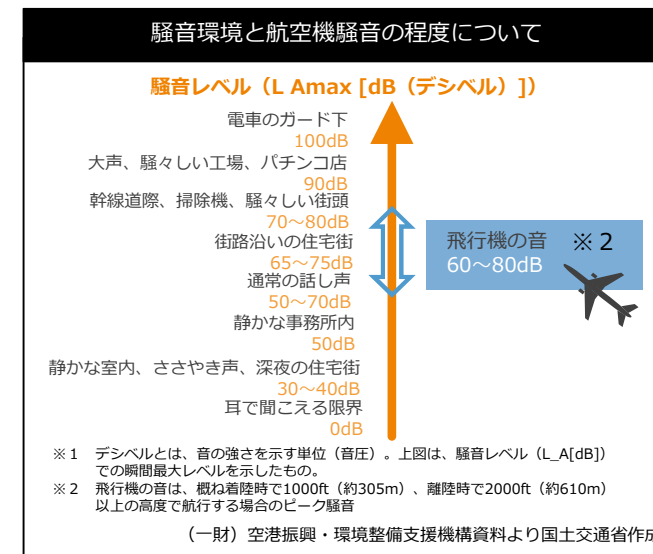 騒音環境と航空機騒音の程度について
騒音レベル（L Amax [dB（デシベル）]）
電車のガード下
100dB
大声、騒々しい工場、パチンコ店
90dB
幹線道際、掃除機、騒々しい街頭
70～80dB
街路沿いの住宅街
65～75dB
通常の話し声
50～70dB
静かな事務所内
50dB
静かな室内、ささやき声、深夜の住宅街
30～40dB
耳で聞こえる限界
0dB
飛行機の音 ※２
60～80dB
※１ デシベルとは、音の強さを示す単位（音圧）。上図は、騒音レベル（L_A[dB]）
での瞬間最大レベルを示したもの。
※２ 飛行機の音は、概ね着陸時で1000ft（約305m）、離陸時で2000ft（約610m）
以上の高度で航行する場合のピーク騒音
（一財）空港振興・環境整備支援機構資料より国土交通省作成